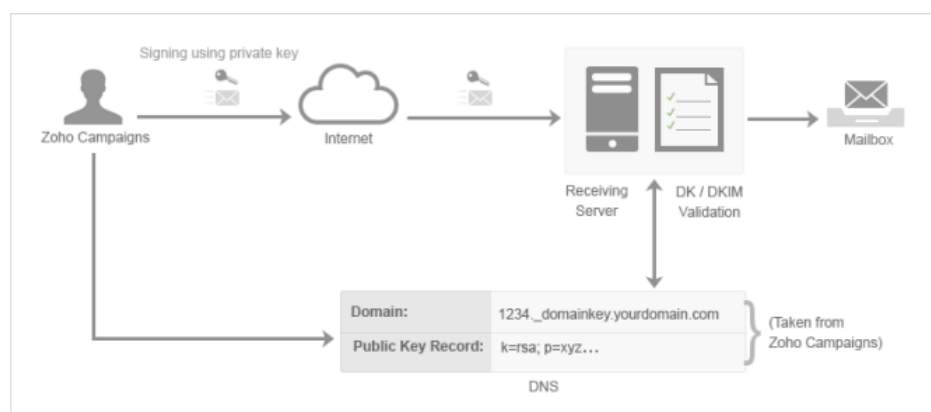 Signing using private key
Zoho Campaigns
Internet
Mailbox
Receiving
Server
DK / DKIM
Validation
Domain:
1234._domainkey.yourdomain.com
Public Key Record:
k=rsa; p=xyz...
(Taken from
Zoho Campaigns)
DNS